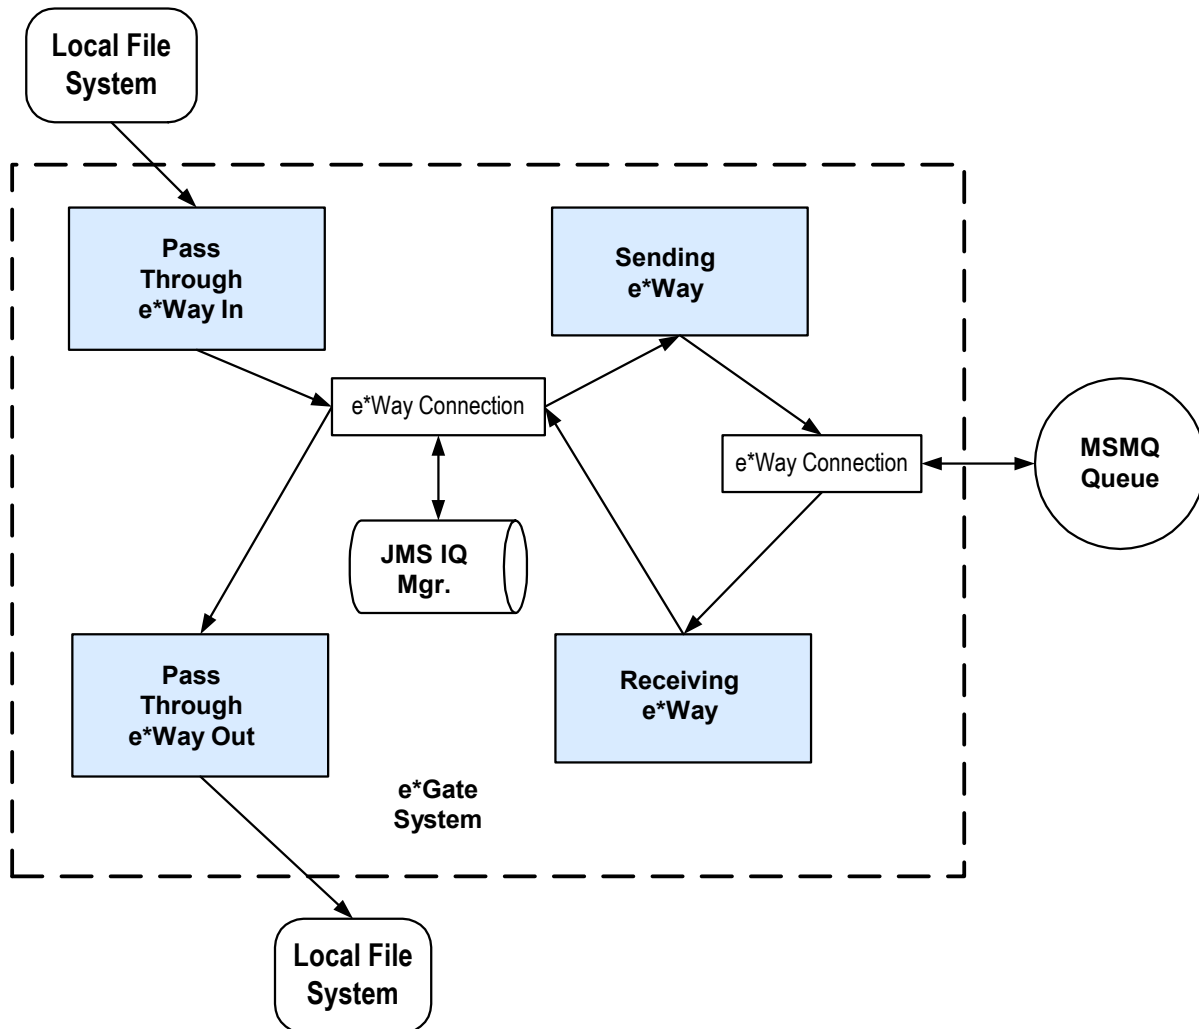 Local File
System
Pass
Through
e*Way In
Sending
e*Way
e*Way Connection
e*Way Connection
MSMQ
Queue
JMS IQ
Mgr.
Pass
Through
e*Way Out
Receiving
e*Way
e*Gate
System
Local File
System